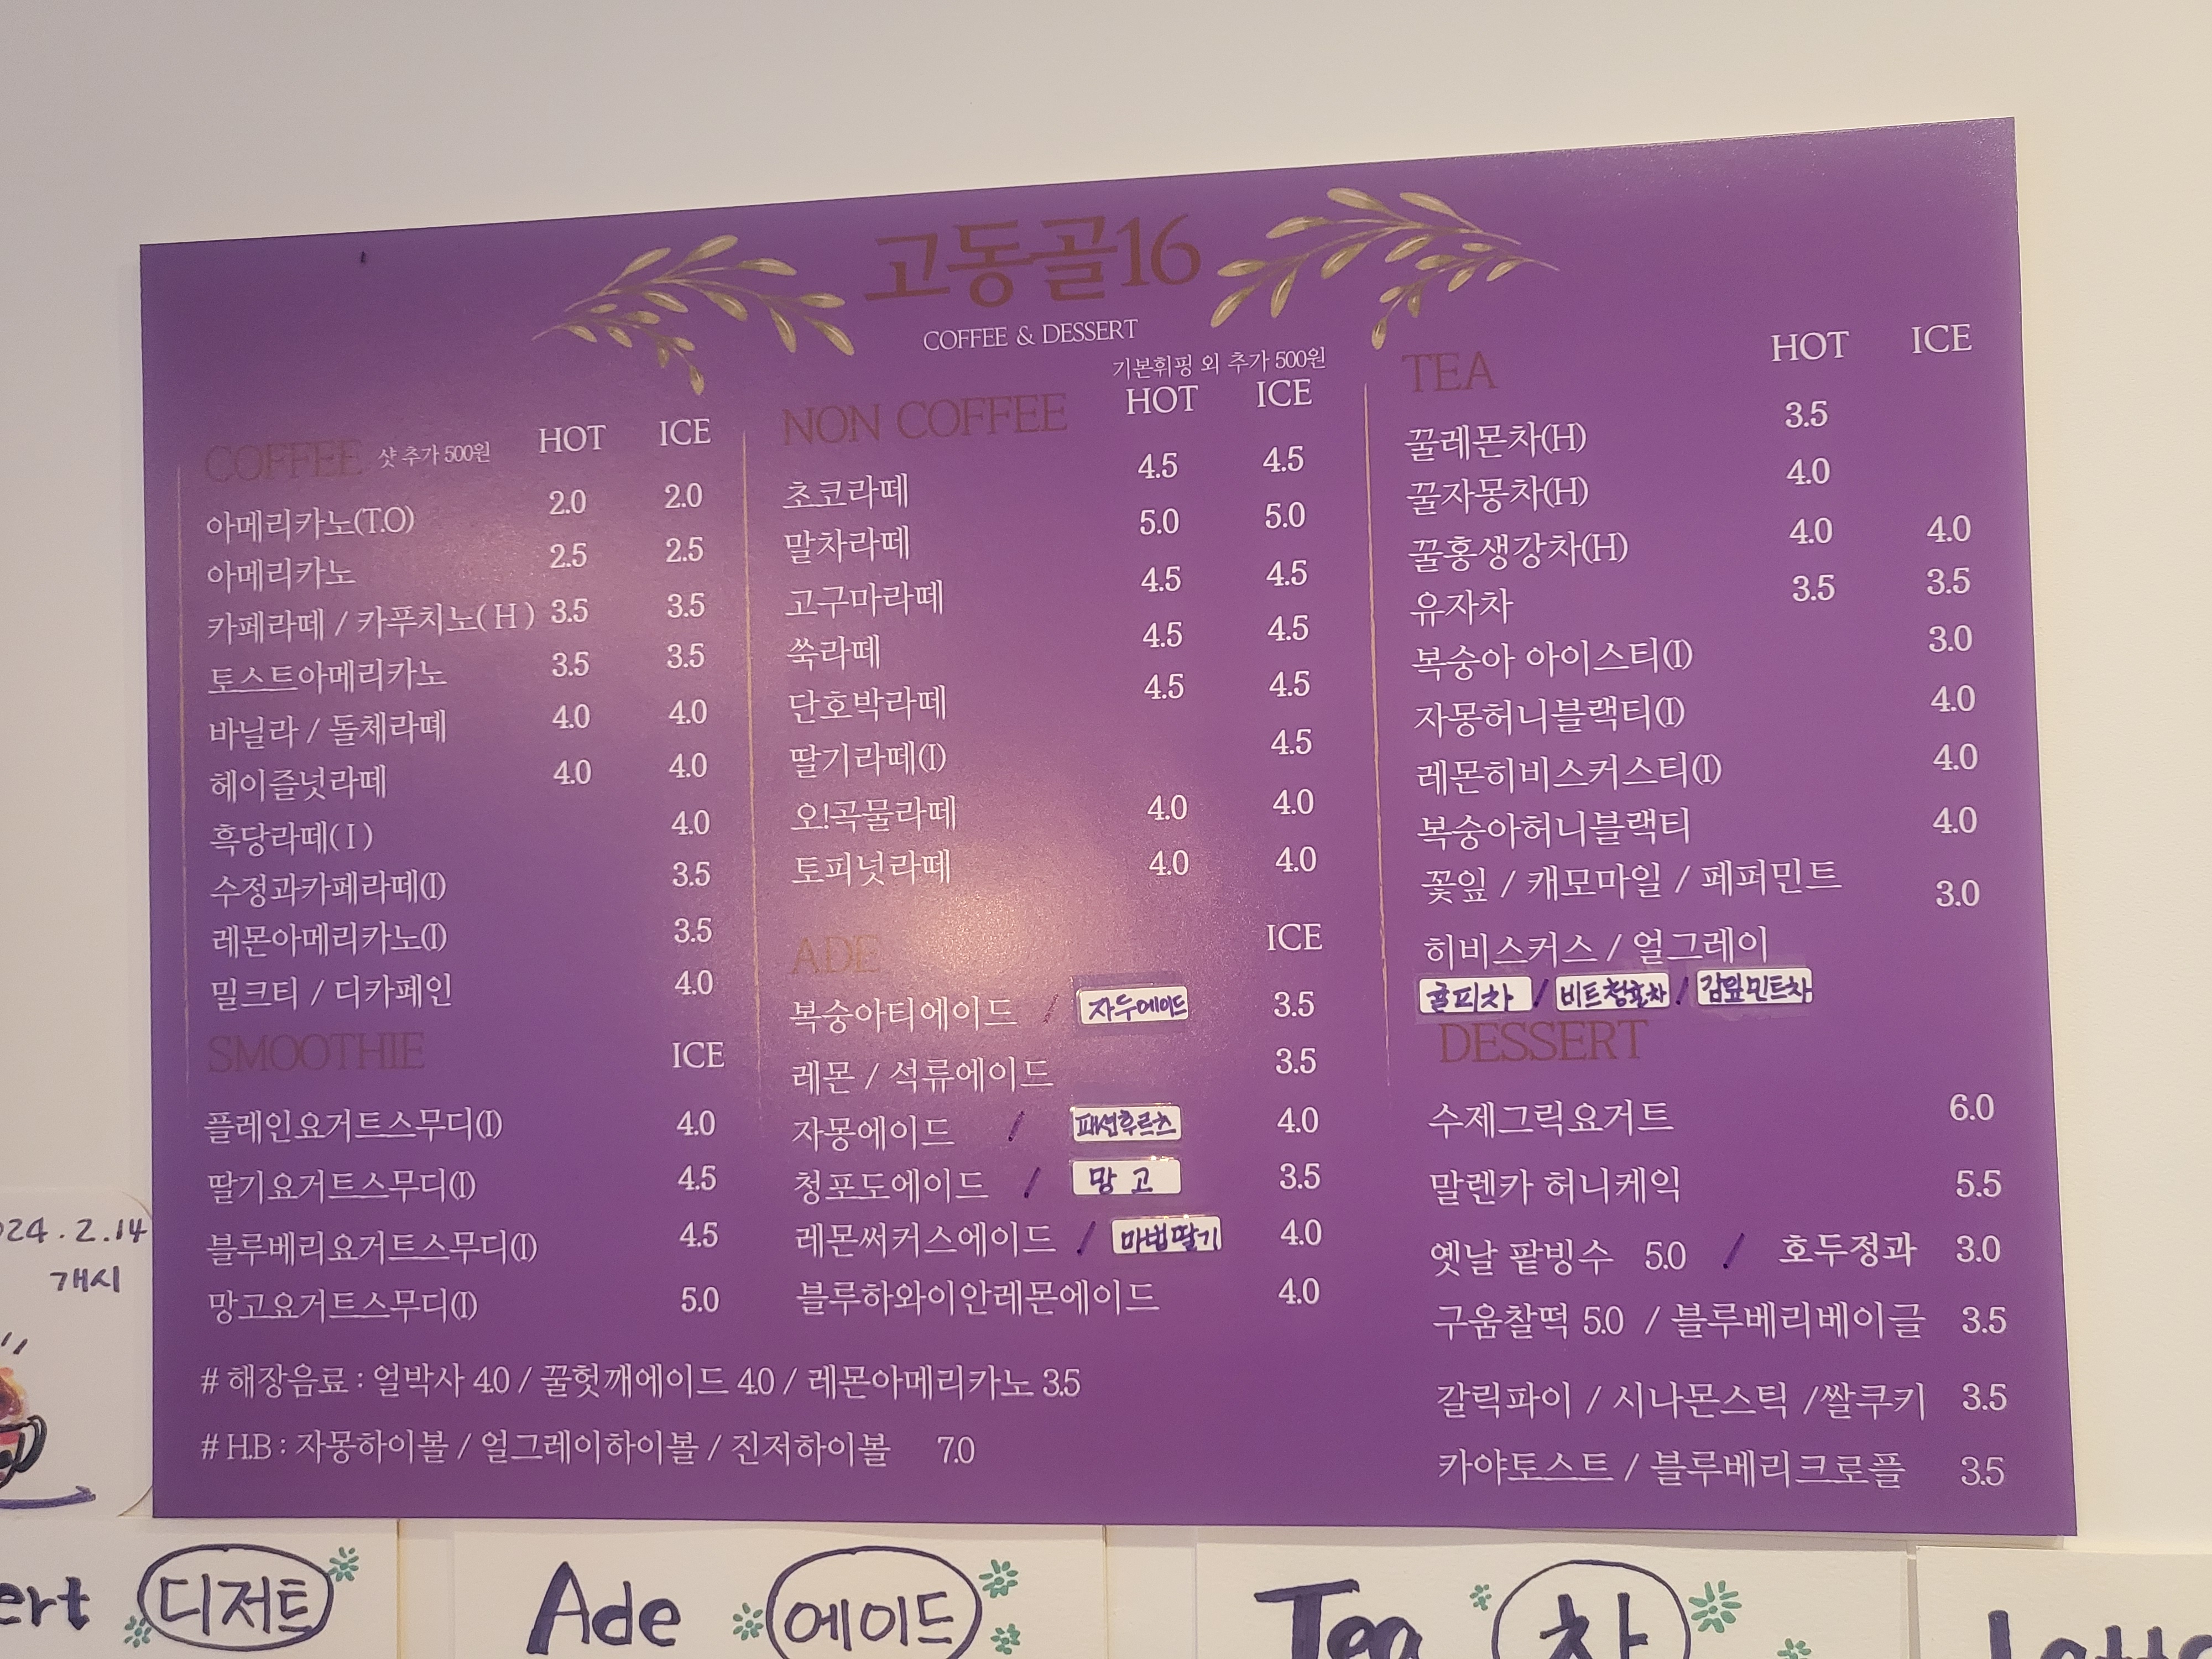 고동골16
COFFEE & DESSERT
COFFEE 샷 추가 500원 HOT ICE
아메리카노(T.O) 2.0 2.0
아메리카노 2.5 2.5
카페라떼 / 카푸치노( H ) 3.5 3.5
토스트아메리카노 3.5 3.5
바닐라 / 돌체라떼 4.0 4.0
헤이즐넛라떼 4.0 4.0
흑당라떼( I ) 4.0
수정과카페라떼(I) 3.5
레몬아메리카노(I) 3.5
밀크티 / 디카페인 4.0
SMOOTHIE ICE
플레인요거트스무디(I) 4.0
딸기요거트스무디(I) 4.5
블루베리요거트스무디(I) 4.5
망고요거트스무디(I) 5.0
기본휘핑 외 추가 500원
NON COFFEE HOT ICE
초코라떼 4.5 4.5
말차라떼 5.0 5.0
고구마라떼 4.5 4.5
쑥라떼 4.5 4.5
단호박라떼 4.5 4.5
딸기라떼(I) 4.5
오!곡물라떼 4.0 4.0
토피넛라떼 4.0 4.0
ADE ICE
복숭아티에이드 / 자두에이드 3.5
레몬 / 석류에이드 3.5
자몽에이드 / 패션후르츠 4.0
청포도에이드 / 망고 3.5
레몬써커스에이드 / 마법딸기 4.0
블루하와이안레몬에이드 4.0
TEA HOT ICE
꿀레몬차(H) 3.5
꿀자몽차(H) 4.0
꿀홍생강차(H) 4.0 4.0
유자차 3.5 3.5
복숭아 아이스티(I) 3.0
자몽허니블랙티(I) 4.0
레몬히비스커스티(I) 4.0
복숭아허니블랙티 4.0
꽃잎 / 캐모마일 / 페퍼민트 3.0
히비스커스 / 얼그레이
귤피차 / 비트청혈차 / 감잎민트차
DESSERT
수제그릭요거트 6.0
말렌카 허니케익 5.5
옛날 팥빙수 5.0 / 호두정과 3.0
구움찰떡 5.0 / 블루베리베이글 3.5
갈릭파이 / 시나몬스틱 /쌀쿠키 3.5
카야토스트 / 블루베리크로플 3.5
# 해장음료 : 얼박사 4.0 / 꿀헛깨에이드 4.0 / 레몬아메리카노 3.5
# H.B : 자몽하이볼 / 얼그레이하이볼 / 진저하이볼 7.0
024.2.14
개시
ert 디저트
Ade 에이드
Tea 차